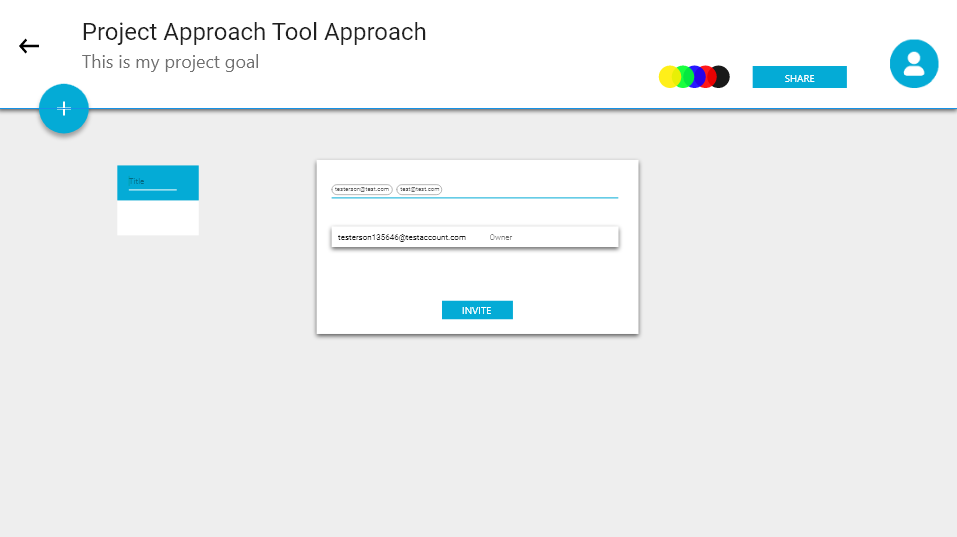 Project Approach Tool Approach
This is my project goal
SHARE
Title
testerson@test.com test@test.com
testerson135646@testaccount.com Owner
INVITE